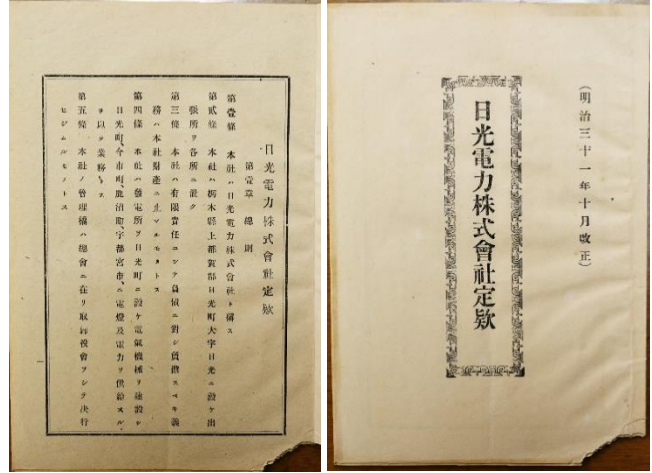 (明治三十一年十月改正)
日光電力株式會社定欵
日光電力株式會社定欵
第壹章 總則
第壹條 本社ハ日光電力株式會社ト稱ス
第貳條 本社ハ栃木縣上都賀郡日光町大字日光ニ設ケ出
張所ヲ各所ニ置ク
第三條 本社ハ有限責任ニシテ負債ニ對シ負擔スベキ義
務ハ本社財產ニ止マルモノトス
第四條 本社ハ發電所ヲ日光町ニ設ケ電氣機械ヲ建設シ
日光町、今市町、鹿沼町、宇都宮市、ニ電燈及電力ヲ供給スル
ヲ以テ業務トス
第五條 本社ノ管理權ハ總會ニ在リ取締役會ヲシテ決行
セシムルモノトス